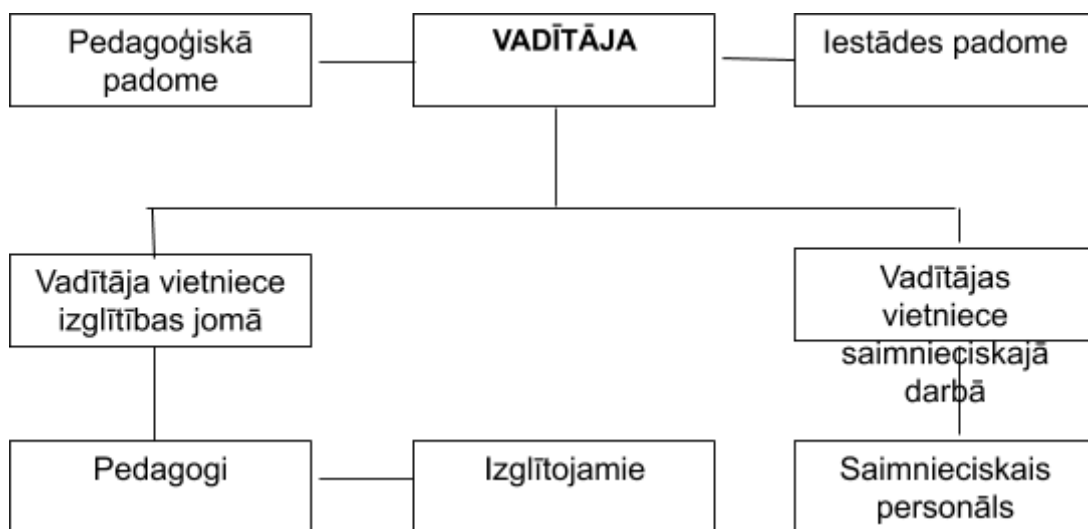 Pedagoģiskā
padome
VADĪTĀJA
Iestādes padome
Vadītāja vietniece
izglītības jomā
Vadītājas
vietniece
saimnieciskajā
darbā
Pedagogi
Izglītojamie
Saimnieciskais
personāls